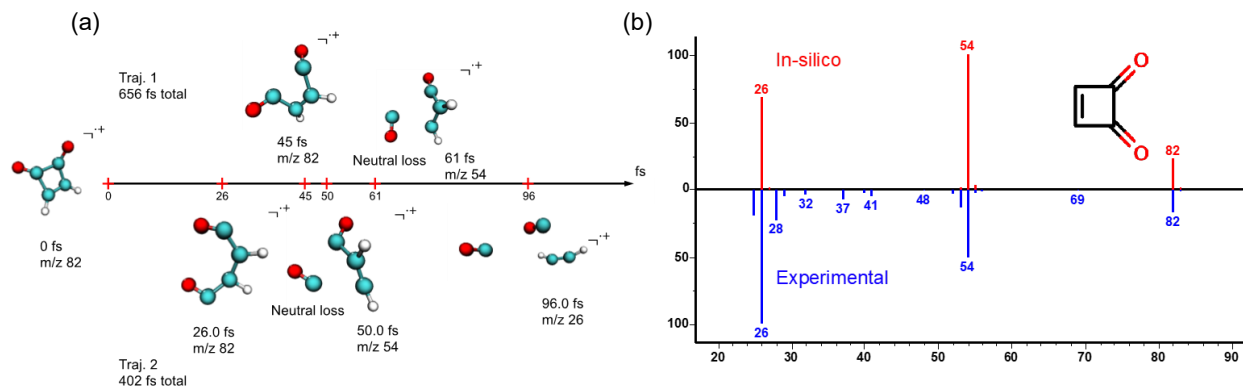 (a)
Traj. 1
656 fs total
¬·+
45 fs
m/z 82
Neutral loss
¬·+
61 fs
m/z 54
¬·+
0 fs
m/z 82
0 26 45 50 61 96 fs
¬·+
26.0 fs
m/z 82
Neutral loss
¬·+
50.0 fs
m/z 54
¬·+
96.0 fs
m/z 26
Traj. 2
402 fs total
(b)
In-silico
100
50
0
50
100
26
54
82
O
O
28
32
37
41
48
69
82
54
26
Experimental
20 30 40 50 60 70 80 90